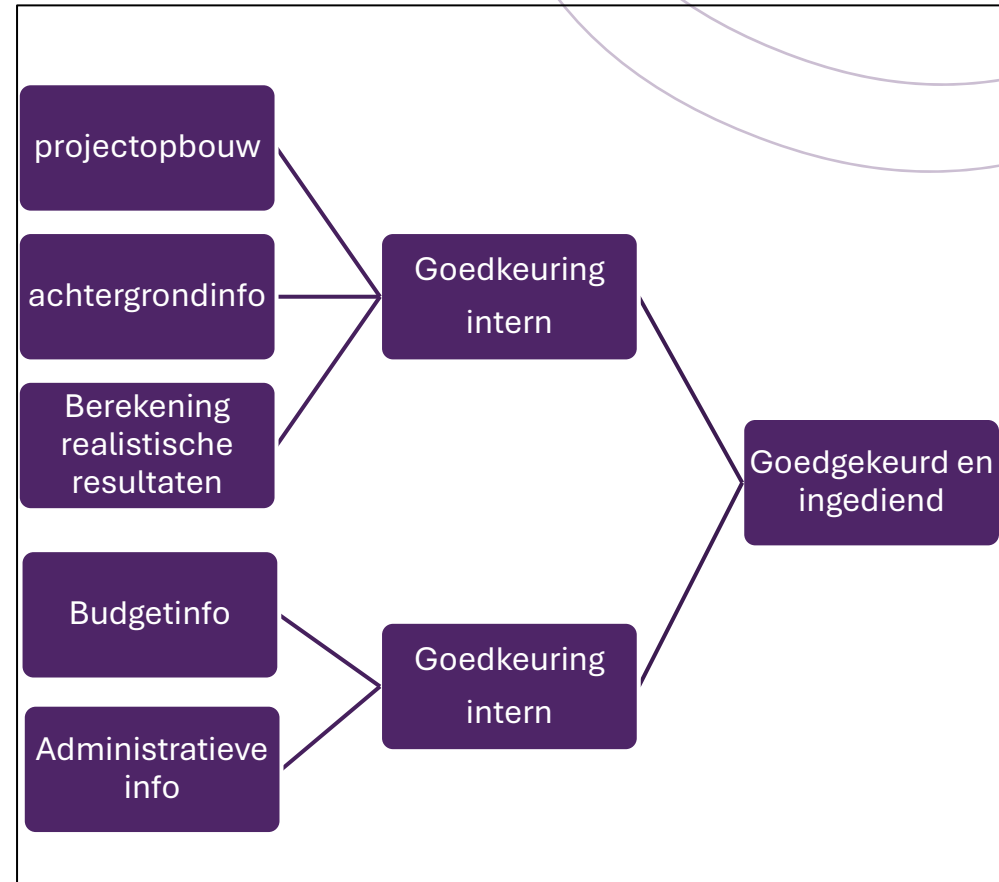 projectopbouw
achtergrondinfo
Berekening
realistische
resultaten
Budgetinfo
Administratieve
info
Goedkeuring
intern
Goedkeuring
intern
Goedgekeurd en
ingediend